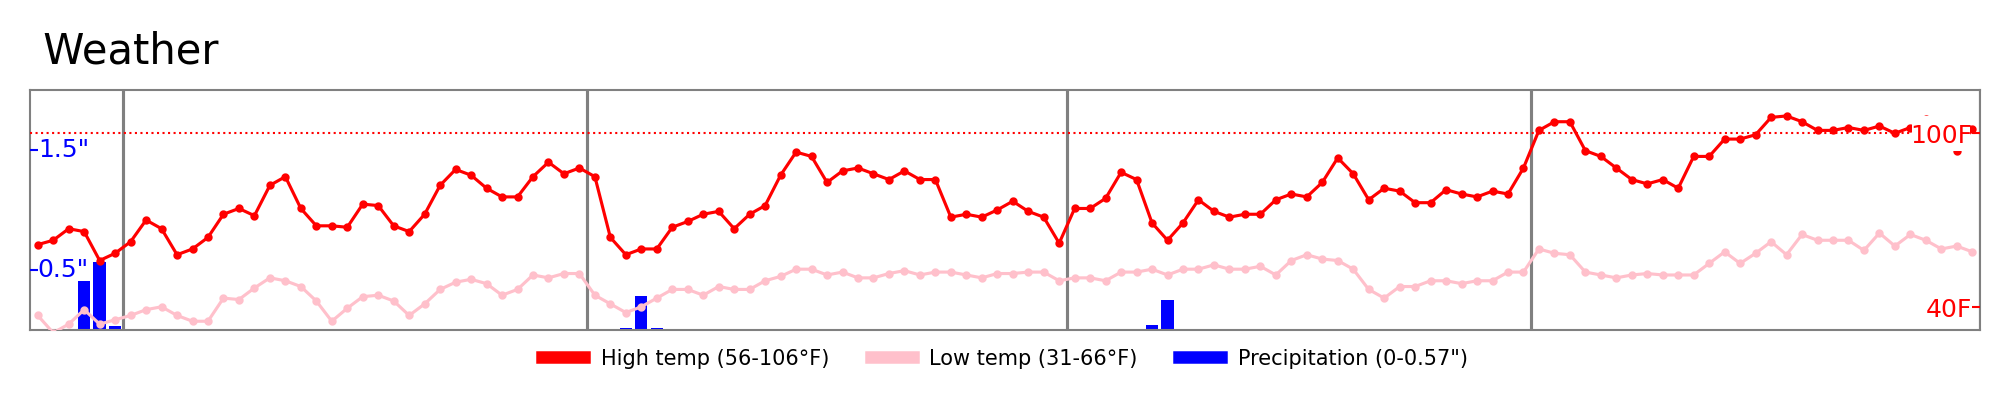 Weather
1.5"
100F
0.5"
40F
High temp (56-106°F) Low temp (31-66°F) Precipitation (0-0.57")